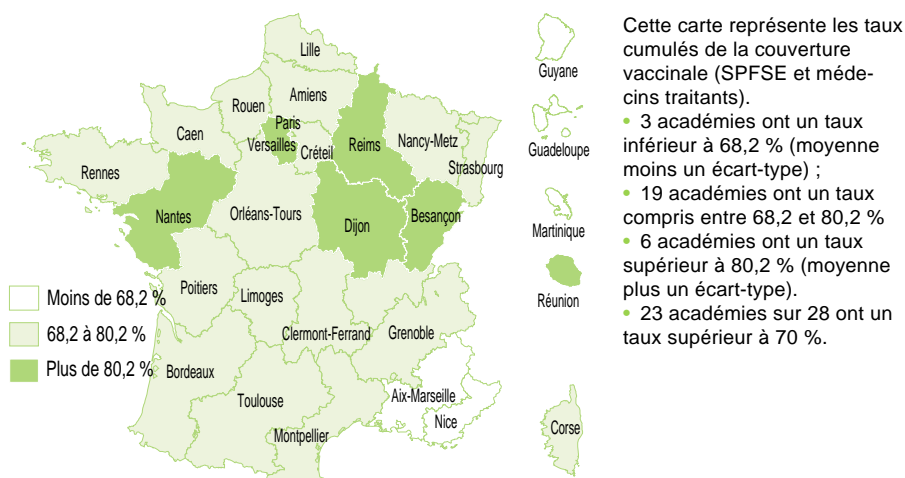 Lille
Amiens
Rouen
Caen
Paris
Versailles
Créteil
Reims
Nancy-Metz
Strasbourg
Rennes
Nantes
Orléans-Tours
Dijon
Besançon
Poitiers
Limoges
Clermont-Ferrand
Grenoble
Bordeaux
Toulouse
Montpellier
Aix-Marseille
Nice
Corse
Guyane
Guadeloupe
Martinique
Réunion
Moins de 68,2 %
68,2 à 80,2 %
Plus de 80,2 %
Cette carte représente les taux
cumulés de la couverture
vaccinale (SPFSE et méde-
cins traitants).
• 3 académies ont un taux
inférieur à 68,2 % (moyenne
moins un écart-type) ;
• 19 académies ont un taux
compris entre 68,2 et 80,2 %
• 6 académies ont un taux
supérieur à 80,2 % (moyenne
plus un écart-type).
• 23 académies sur 28 ont un
taux supérieur à 70 %.